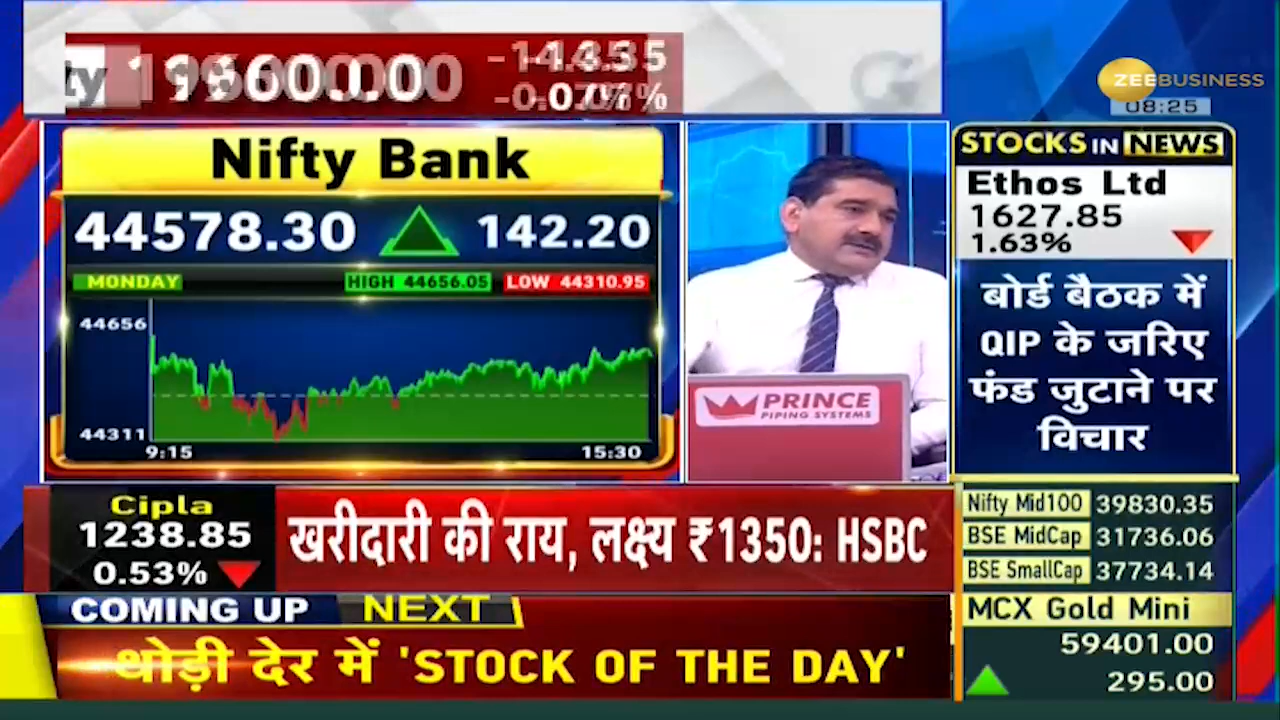 ZEEBUSINESS
08:25
Nifty Bank
44578.30 142.20
MONDAY HIGH 44656.05 LOW 44310.95
44656
44311
9:15 15:30
PRINCE
PIPING SYSTEMS
STOCKS IN NEWS
Ethos Ltd
1627.85
1.63%
बोर्ड बैठक में
QIP के जरिए
फंड जुटाने पर
विचार
Cipla
1238.85
0.53%
खरीदारी की राय, लक्ष्य ₹1350: HSBC
Nifty Mid100 39830.35
BSE MidCap 31736.06
BSE SmallCap 37734.14
MCX Gold Mini
59401.00
295.00
COMING UP NEXT
थोड़ी देर में 'STOCK OF THE DAY'